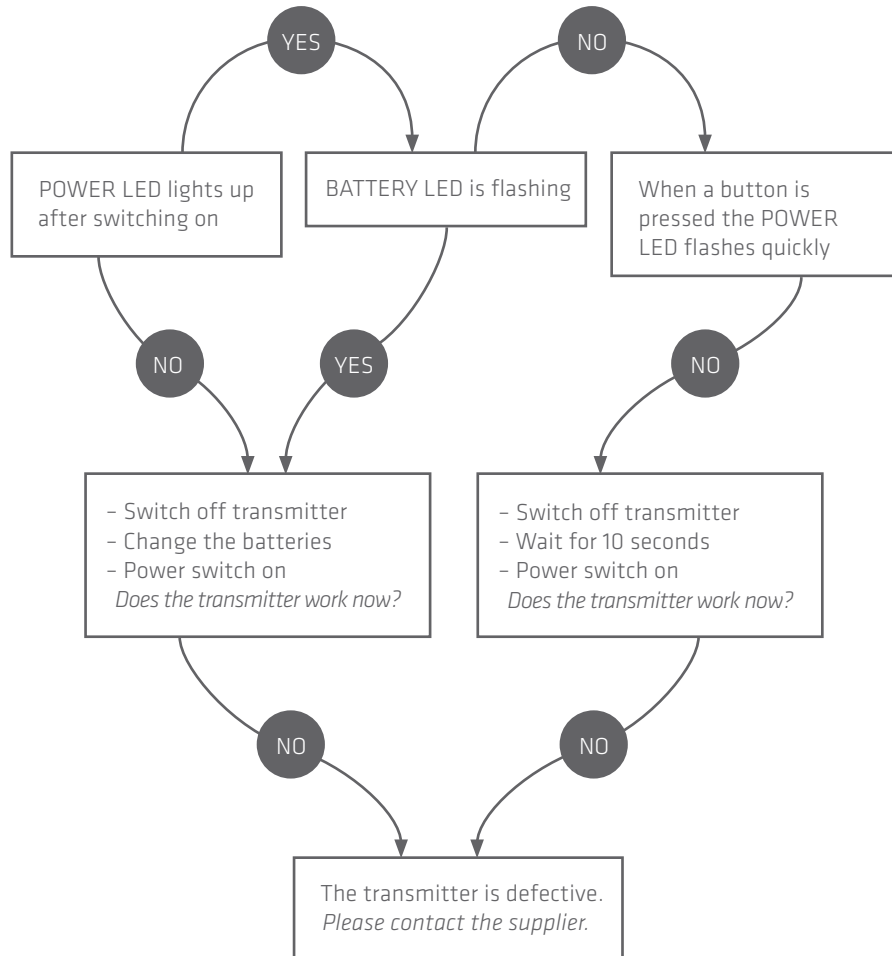 YES
NO
POWER LED lights up
after switching on
BATTERY LED is flashing
When a button is
pressed the POWER
LED flashes quickly
NO
YES
NO
– Switch off transmitter
– Change the batteries
– Power switch on
Does the transmitter work now?
– Switch off transmitter
– Wait for 10 seconds
– Power switch on
Does the transmitter work now?
NO
NO
The transmitter is defective.
Please contact the supplier.